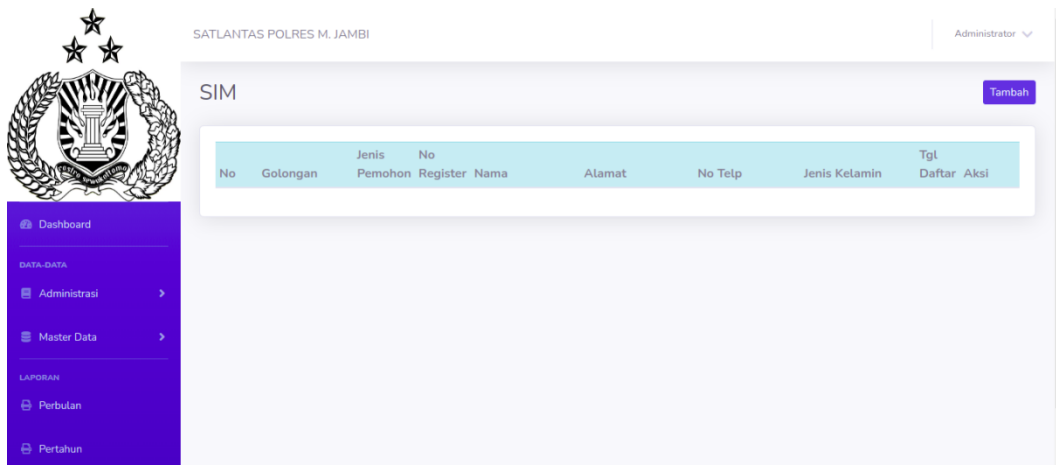 SATLANTAS POLRES M. JAMBI
Administrator
SIM
Tambah
No Golongan Jenis Pemohon No Register Nama Alamat No Telp Jenis Kelamin Tgl Daftar Aksi
Dashboard
DATA-DATA
Administrasi
Master Data
LAPORAN
Perbulan
Pertahun